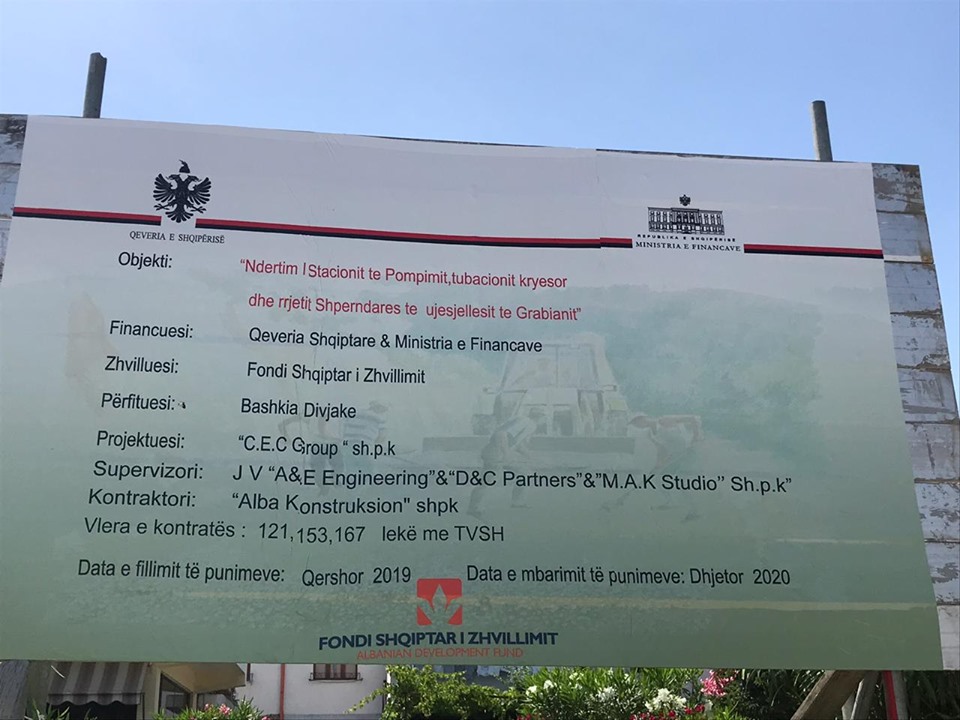 QEVERIA E SHQIPËRISË
REPUBLIKA E SHQIPËRISË
MINISTRIA E FINANCAVE
Objekti: “Ndertim I Stacionit te Pompimit,tubacionit kryesor
dhe rrjetit Shperndares te ujesjellesit te Grabianit”
Financuesi: Qeveria Shqiptare & Ministria e Financave
Zhvilluesi: Fondi Shqiptar i Zhvillimit
Përfituesi: Bashkia Divjake
Projektuesi: “C.E.C Group “ sh.p.k
Supervizori: J V “A&E Engineering”&“D&C Partners”&”M.A.K Studio” Sh.p.k”
Kontraktori: “Alba Konstruksion" shpk
Vlera e kontratës : 121,153,167 lekë me TVSH
Data e fillimit të punimeve: Qershor 2019 Data e mbarimit të punimeve: Dhjetor 2020
FONDI SHQIPTAR I ZHVILLIMIT
ALBANIAN DEVELOPMENT FUND